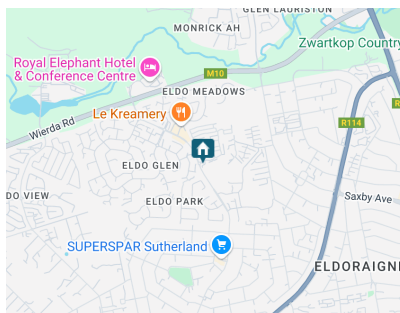 GLEN LAURISTON
MONRICK AH
Zwartkop Country
Royal Elephant Hotel
& Conference Centre
M10
ELDO MEADOWS
R
Le Kreamery
R114
Wierda Rd
ELDO GLEN
DO VIEW
Saxby Ave
ELDO PARK
SUPERSPAR Sutherland
ELDORAIGNE